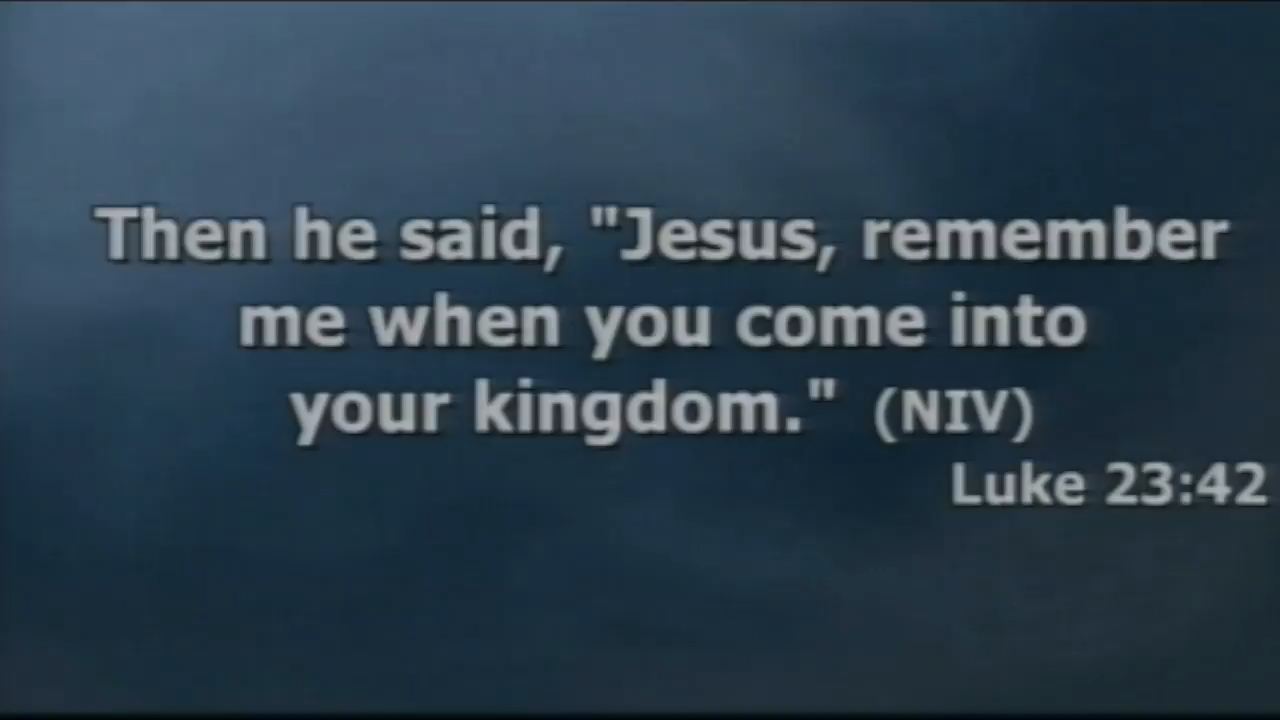 Then he said, "Jesus, remember
me when you come into
your kingdom." (NIV)
Luke 23:42